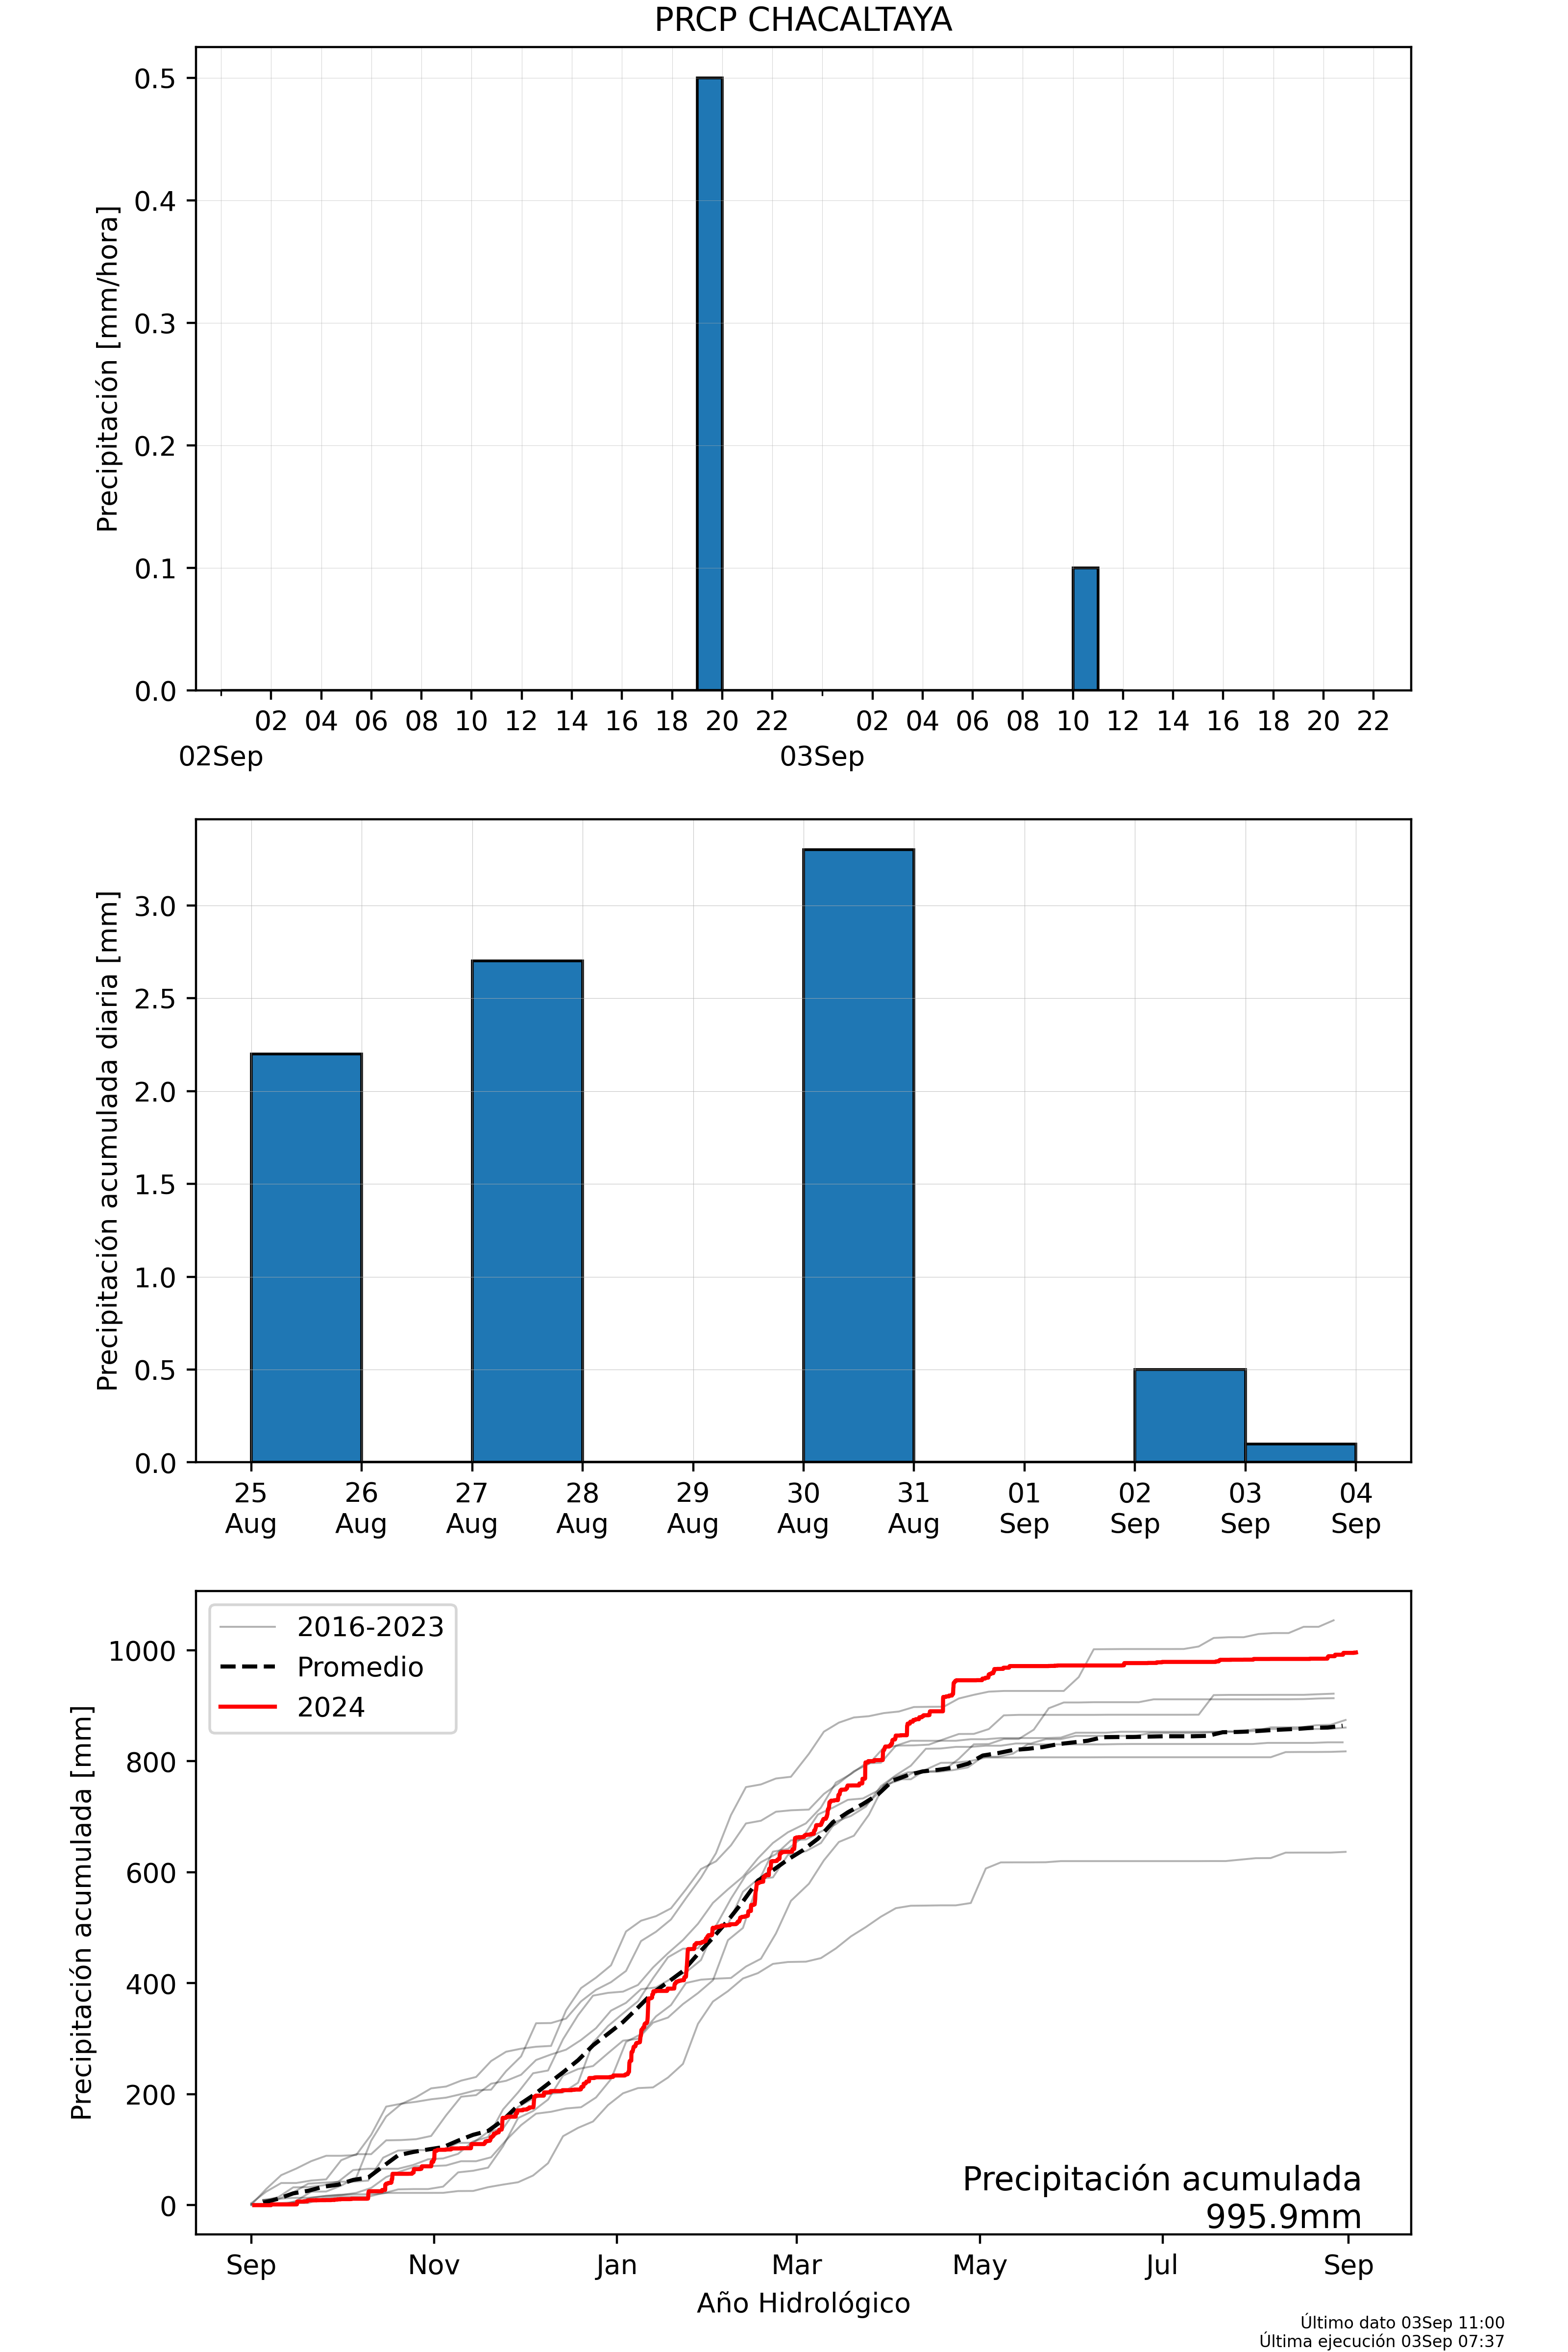 PRCP CHACALTAYA
Precipitación [mm/hora]
0.5
0.4
0.3
0.2
0.1
0.0
02 04 06 08 10 12 14 16 18 20 22 02 04 06 08 10 12 14 16 18 20 22
02Sep 03Sep
Precipitación acumulada diaria [mm]
3.0
2.5
2.0
1.5
1.0
0.5
0.0
25 26 27 28 29 30 31 01 02 03 04
Aug Aug Aug Aug Aug Aug Aug Sep Sep Sep Sep
Precipitación acumulada [mm]
1000
800
600
400
200
0
2016-2023
Promedio
2024
Precipitación acumulada
995.9mm
Sep Nov Jan Mar May Jul Sep
Año Hidrológico
Último dato 03Sep 11:00
Última ejecución 03Sep 07:37